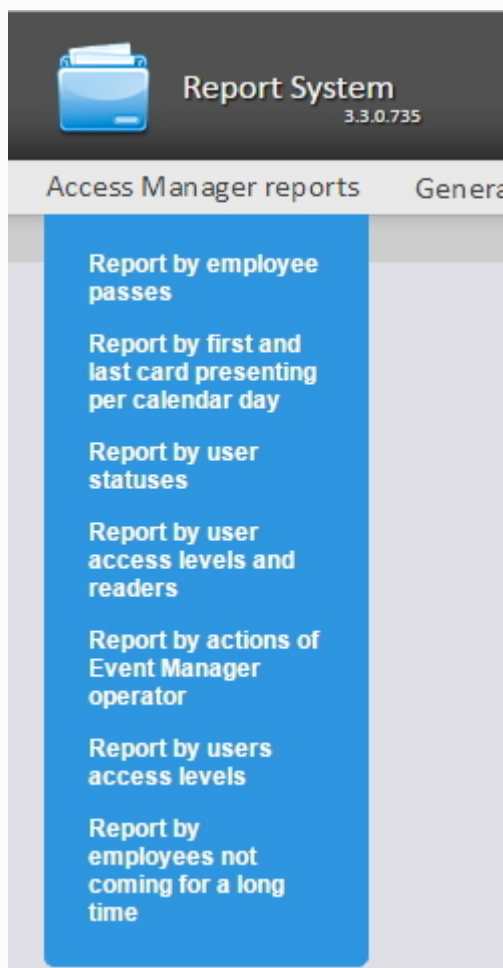 Report System
3.3.0.735
Access Manager reports
Report by employee
passes
Report by first and
last card presenting
per calendar day
Report by user
statuses
Report by user
access levels and
readers
Report by actions of
Event Manager
operator
Report by users
access levels
Report by
employees not
coming for a long
time